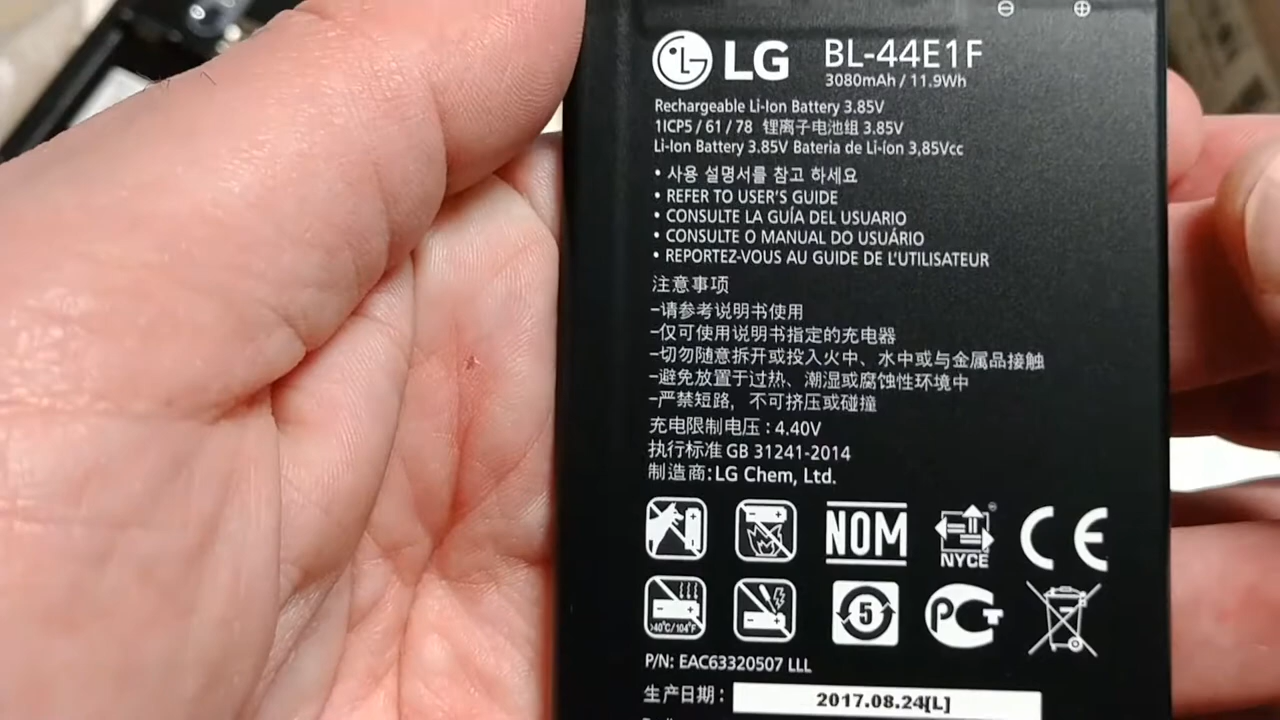 LG BL-44E1F
3080mAh / 11.9Wh
Rechargeable Li-Ion Battery 3.85V
1ICP5 / 61 / 78 锂离子电池组 3.85V
Li-Ion Battery 3.85V Bateria de Li-íon 3,85Vcc
• 사용 설명서를 참고 하세요
• REFER TO USER'S GUIDE
• CONSULTE LA GUÍA DEL USUARIO
• CONSULTE O MANUAL DO USUÁRIO
• REPORTEZ-VOUS AU GUIDE DE L'UTILISATEUR
注意事项
-请参考说明书使用
-仅可使用说明书指定的充电器
-切勿随意拆开或投入火中、水中或与金属品接触
-避免放置于过热、潮湿或腐蚀性环境中
-严禁短路，不可挤压或碰撞
充电限制电压 : 4.40V
执行标准 GB 31241-2014
制造商:LG Chem, Ltd.
NOM NYCE CE
>40°C/104°F 5 PCT
P/N: EAC63320507 LLL
生产日期 : 2017.08.24[L]